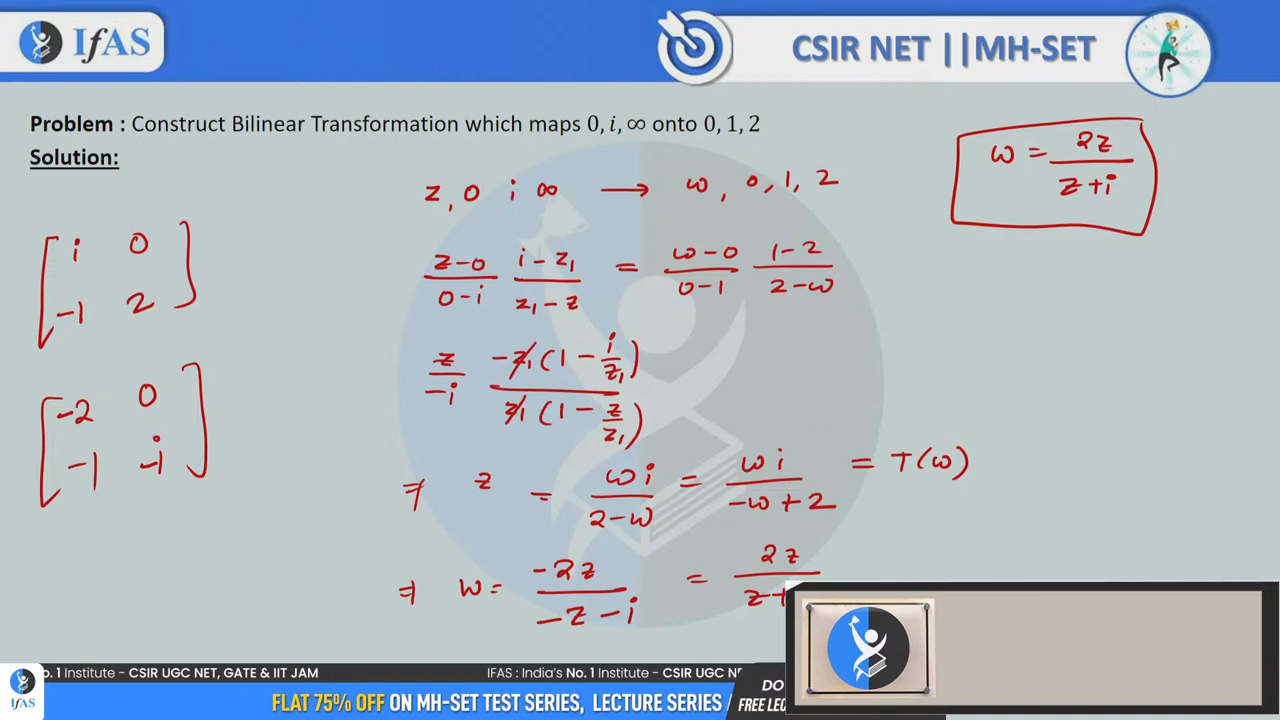 IfAS
CSIR NET ||MH-SET
Problem : Construct Bilinear Transformation which maps 0, i, ∞ onto 0, 1, 2
Solution:
w = 2z / z+i
z, 0 i ∞ → w, 0, 1, 2
[ i 0
-1 2 ]
z-0 / 0-i i-z₁ / z₁-z = w-0 / 0-1 1-2 / 2-w
z / -i -z₁(1 - i/z₁) / z₁(1 - z/z₁)
[ -2 0
-1 -i ]
⇒ z = wi / 2-w = wi / -w+2 = T(w)
⇒ w = -2z / -z-i = 2z / z+
o. 1 Institute - CSIR UGC NET, GATE & IIT JAM
IFAS : India's No. 1 Institute - CSIR UGC NE
IfAS
FLAT 75% OFF ON MH-SET TEST SERIES, LECTURE SERIES /
DO
FREE LEC